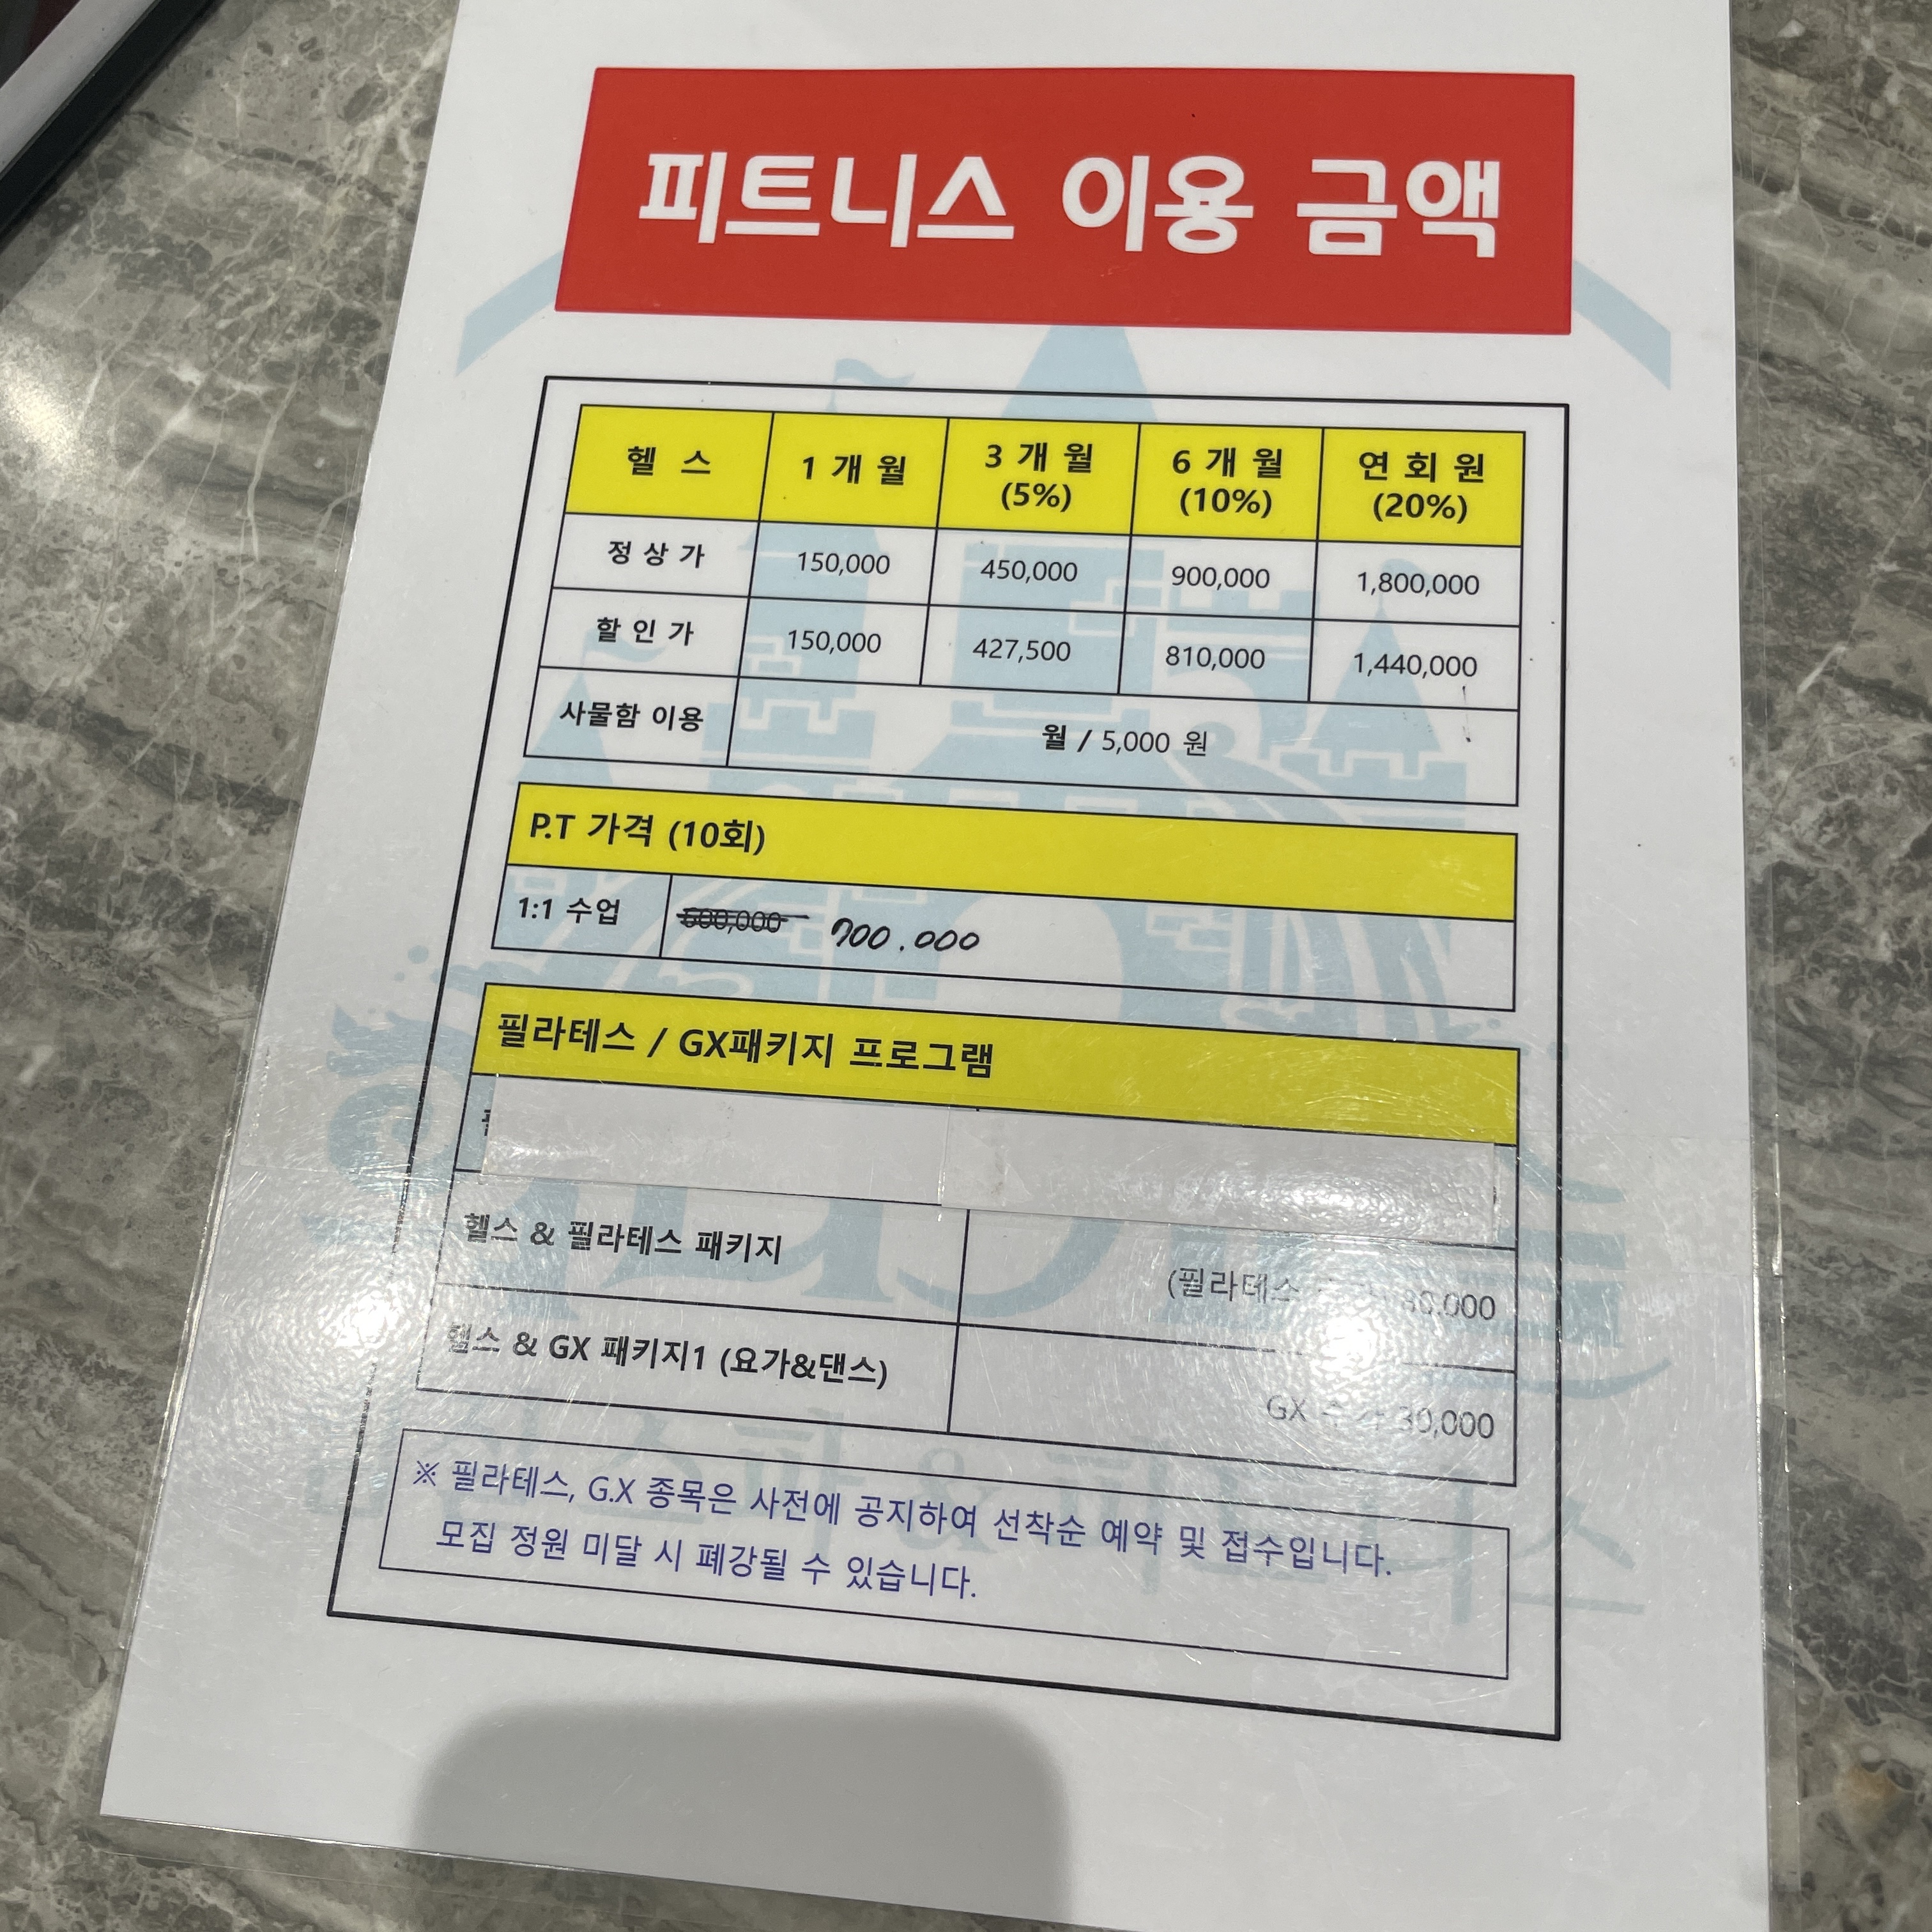 피트니스 이용 금액
헬 스 1 개 월 3 개 월 (5%) 6 개 월 (10%) 연 회 원 (20%)
정 상 가 150,000 450,000 900,000 1,800,000
할 인 가 150,000 427,500 810,000 1,440,000
사물함 이용 월 / 5,000 원
P.T 가격 (10회)
1:1 수업 600,000 700.000
필라테스 / GX패키지 프로그램
헬스 & 필라테스 패키지 (필라테스
헬스 & GX 패키지1 (요가&댄스) GX 30,000
※ 필라테스, G.X 종목은 사전에 공지하여 선착순 예약 및 접수입니다.
모집 정원 미달 시 폐강될 수 있습니다.